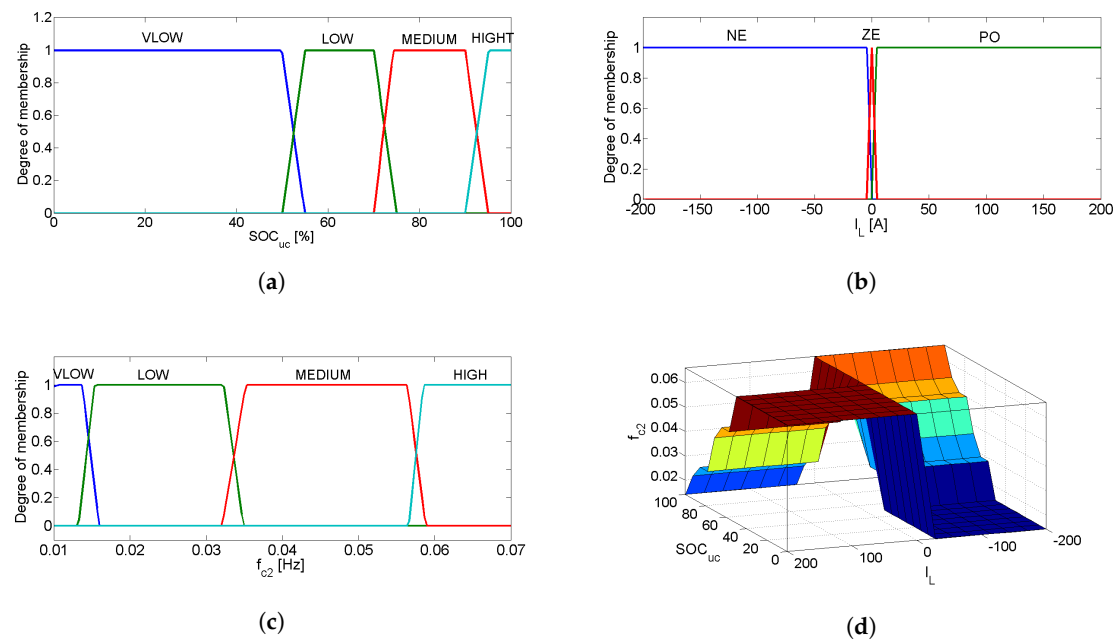 1.2
1
0.8
0.6
0.4
0.2
0
Degree of membership
VLOW LOW MEDIUM HIGHT
0 20 40 60 80 100
SOC_uc [%]
(a)
1
0.8
0.6
0.4
0.2
0
Degree of membership
NE ZE PO
-200 -150 -100 -50 0 50 100 150 200
I_L [A]
(b)
1
0.8
0.6
0.4
0.2
0
Degree of membership
VLOW LOW MEDIUM HIGH
0.01 0.02 0.03 0.04 0.05 0.06 0.07
f_c2 [Hz]
(c)
0.06
0.05
0.04
0.03
0.02
f_c2
100
80
60
40
20
0
SOC_uc
200
100
0
-100
-200
I_L
(d)